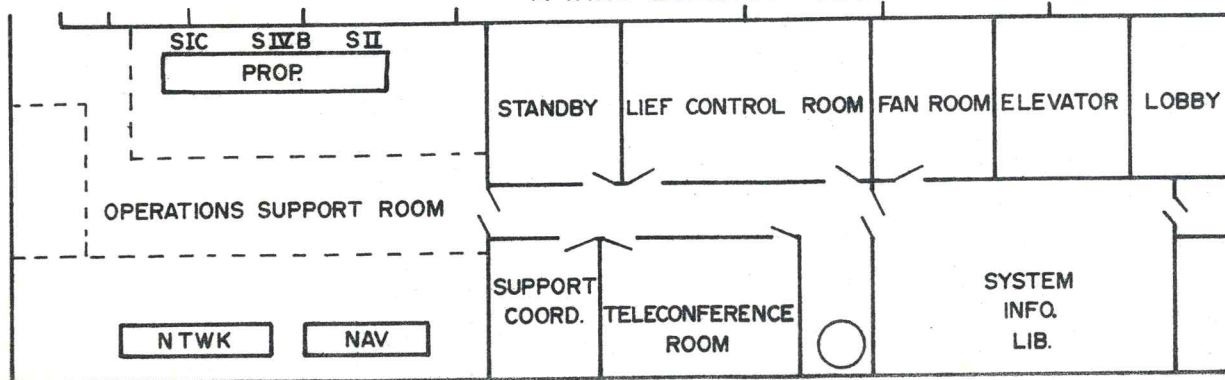 SIC SIVB SII
PROP.
STANDBY
LIEF CONTROL ROOM
FAN ROOM
ELEVATOR
LOBBY
OPERATIONS SUPPORT ROOM
SUPPORT
COORD.
TELECONFERENCE
ROOM
SYSTEM
INFO.
LIB.
NTWK
NAV